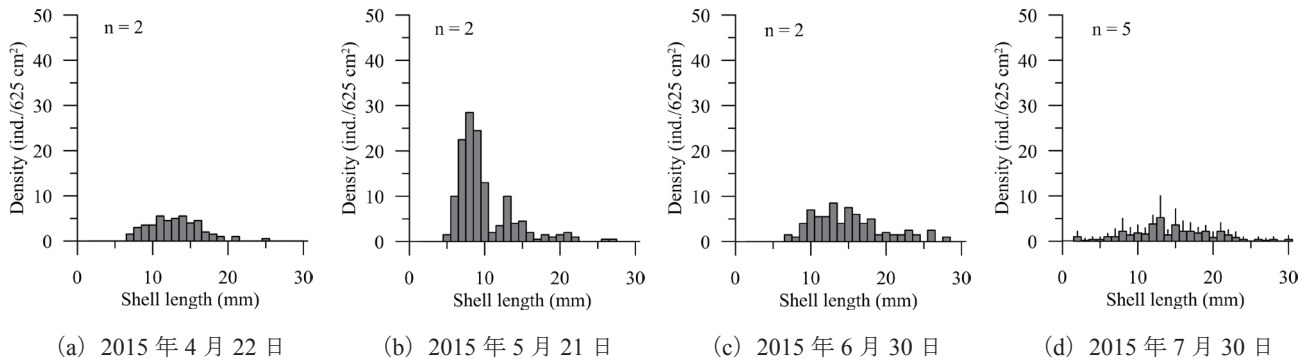 n = 2
Density (ind./625 cm²)
50
40
30
20
10
0
0 10 20 30
Shell length (mm)
(a) 2015 年 4 月 22 日
n = 2
Density (ind./625 cm²)
50
40
30
20
10
0
0 10 20 30
Shell length (mm)
(b) 2015 年 5 月 21 日
n = 2
Density (ind./625 cm²)
50
40
30
20
10
0
0 10 20 30
Shell length (mm)
(c) 2015 年 6 月 30 日
n = 5
Density (ind./625 cm²)
50
40
30
20
10
0
0 10 20 30
Shell length (mm)
(d) 2015 年 7 月 30 日